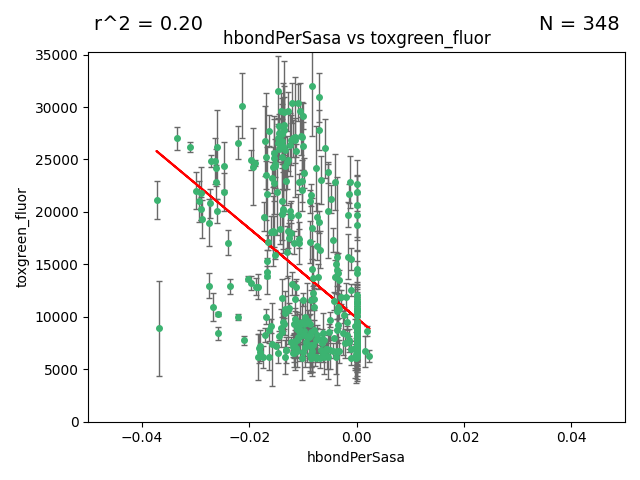 r^2 = 0.20
N = 348
hbondPerSasa vs toxgreen_fluor
35000
30000
25000
20000
15000
10000
5000
0
toxgreen_fluor
−0.04
−0.02
0.00
0.02
0.04
hbondPerSasa